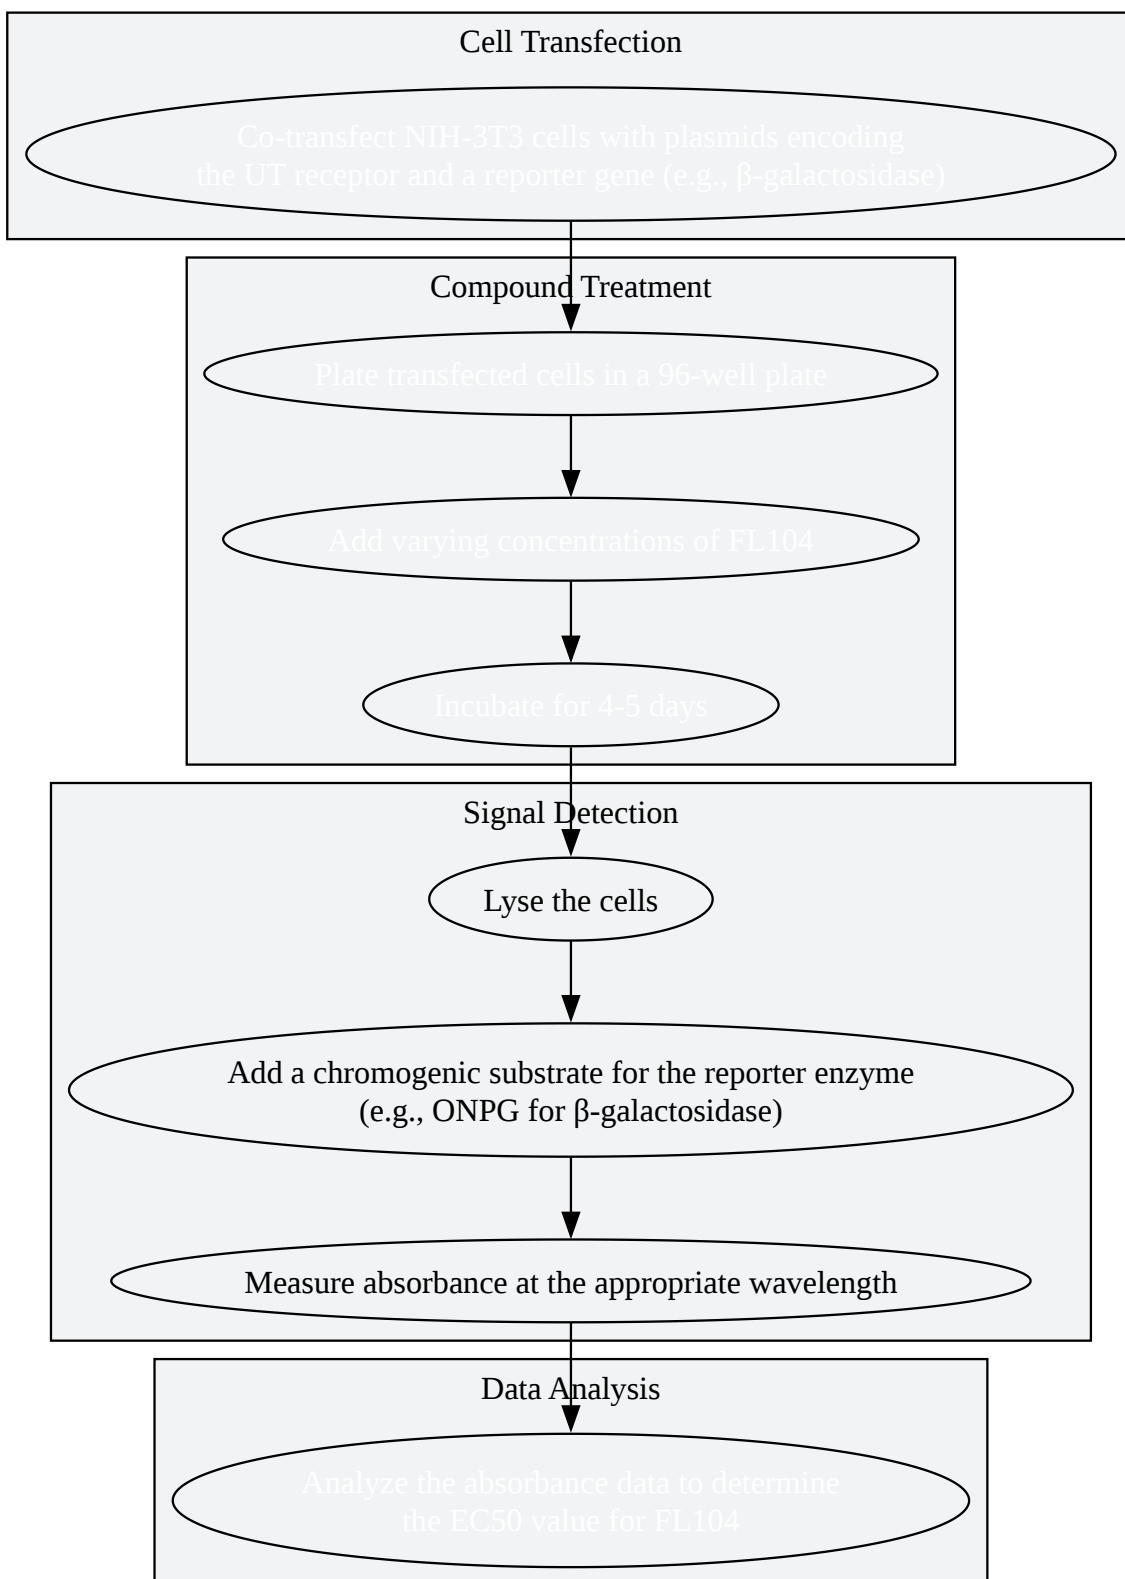 Cell Transfection
Co-transfect NIH-3T3 cells with plasmids encoding
the UT receptor and a reporter gene (e.g., β-galactosidase)
Compound Treatment
Plate transfected cells in a 96-well plate
Add varying concentrations of FL104
Incubate for 4-5 days
Signal Detection
Lyse the cells
Add a chromogenic substrate for the reporter enzyme
(e.g., ONPG for β-galactosidase)
Measure absorbance at the appropriate wavelength
Data Analysis
Analyze the absorbance data to determine
the EC50 value for FL104